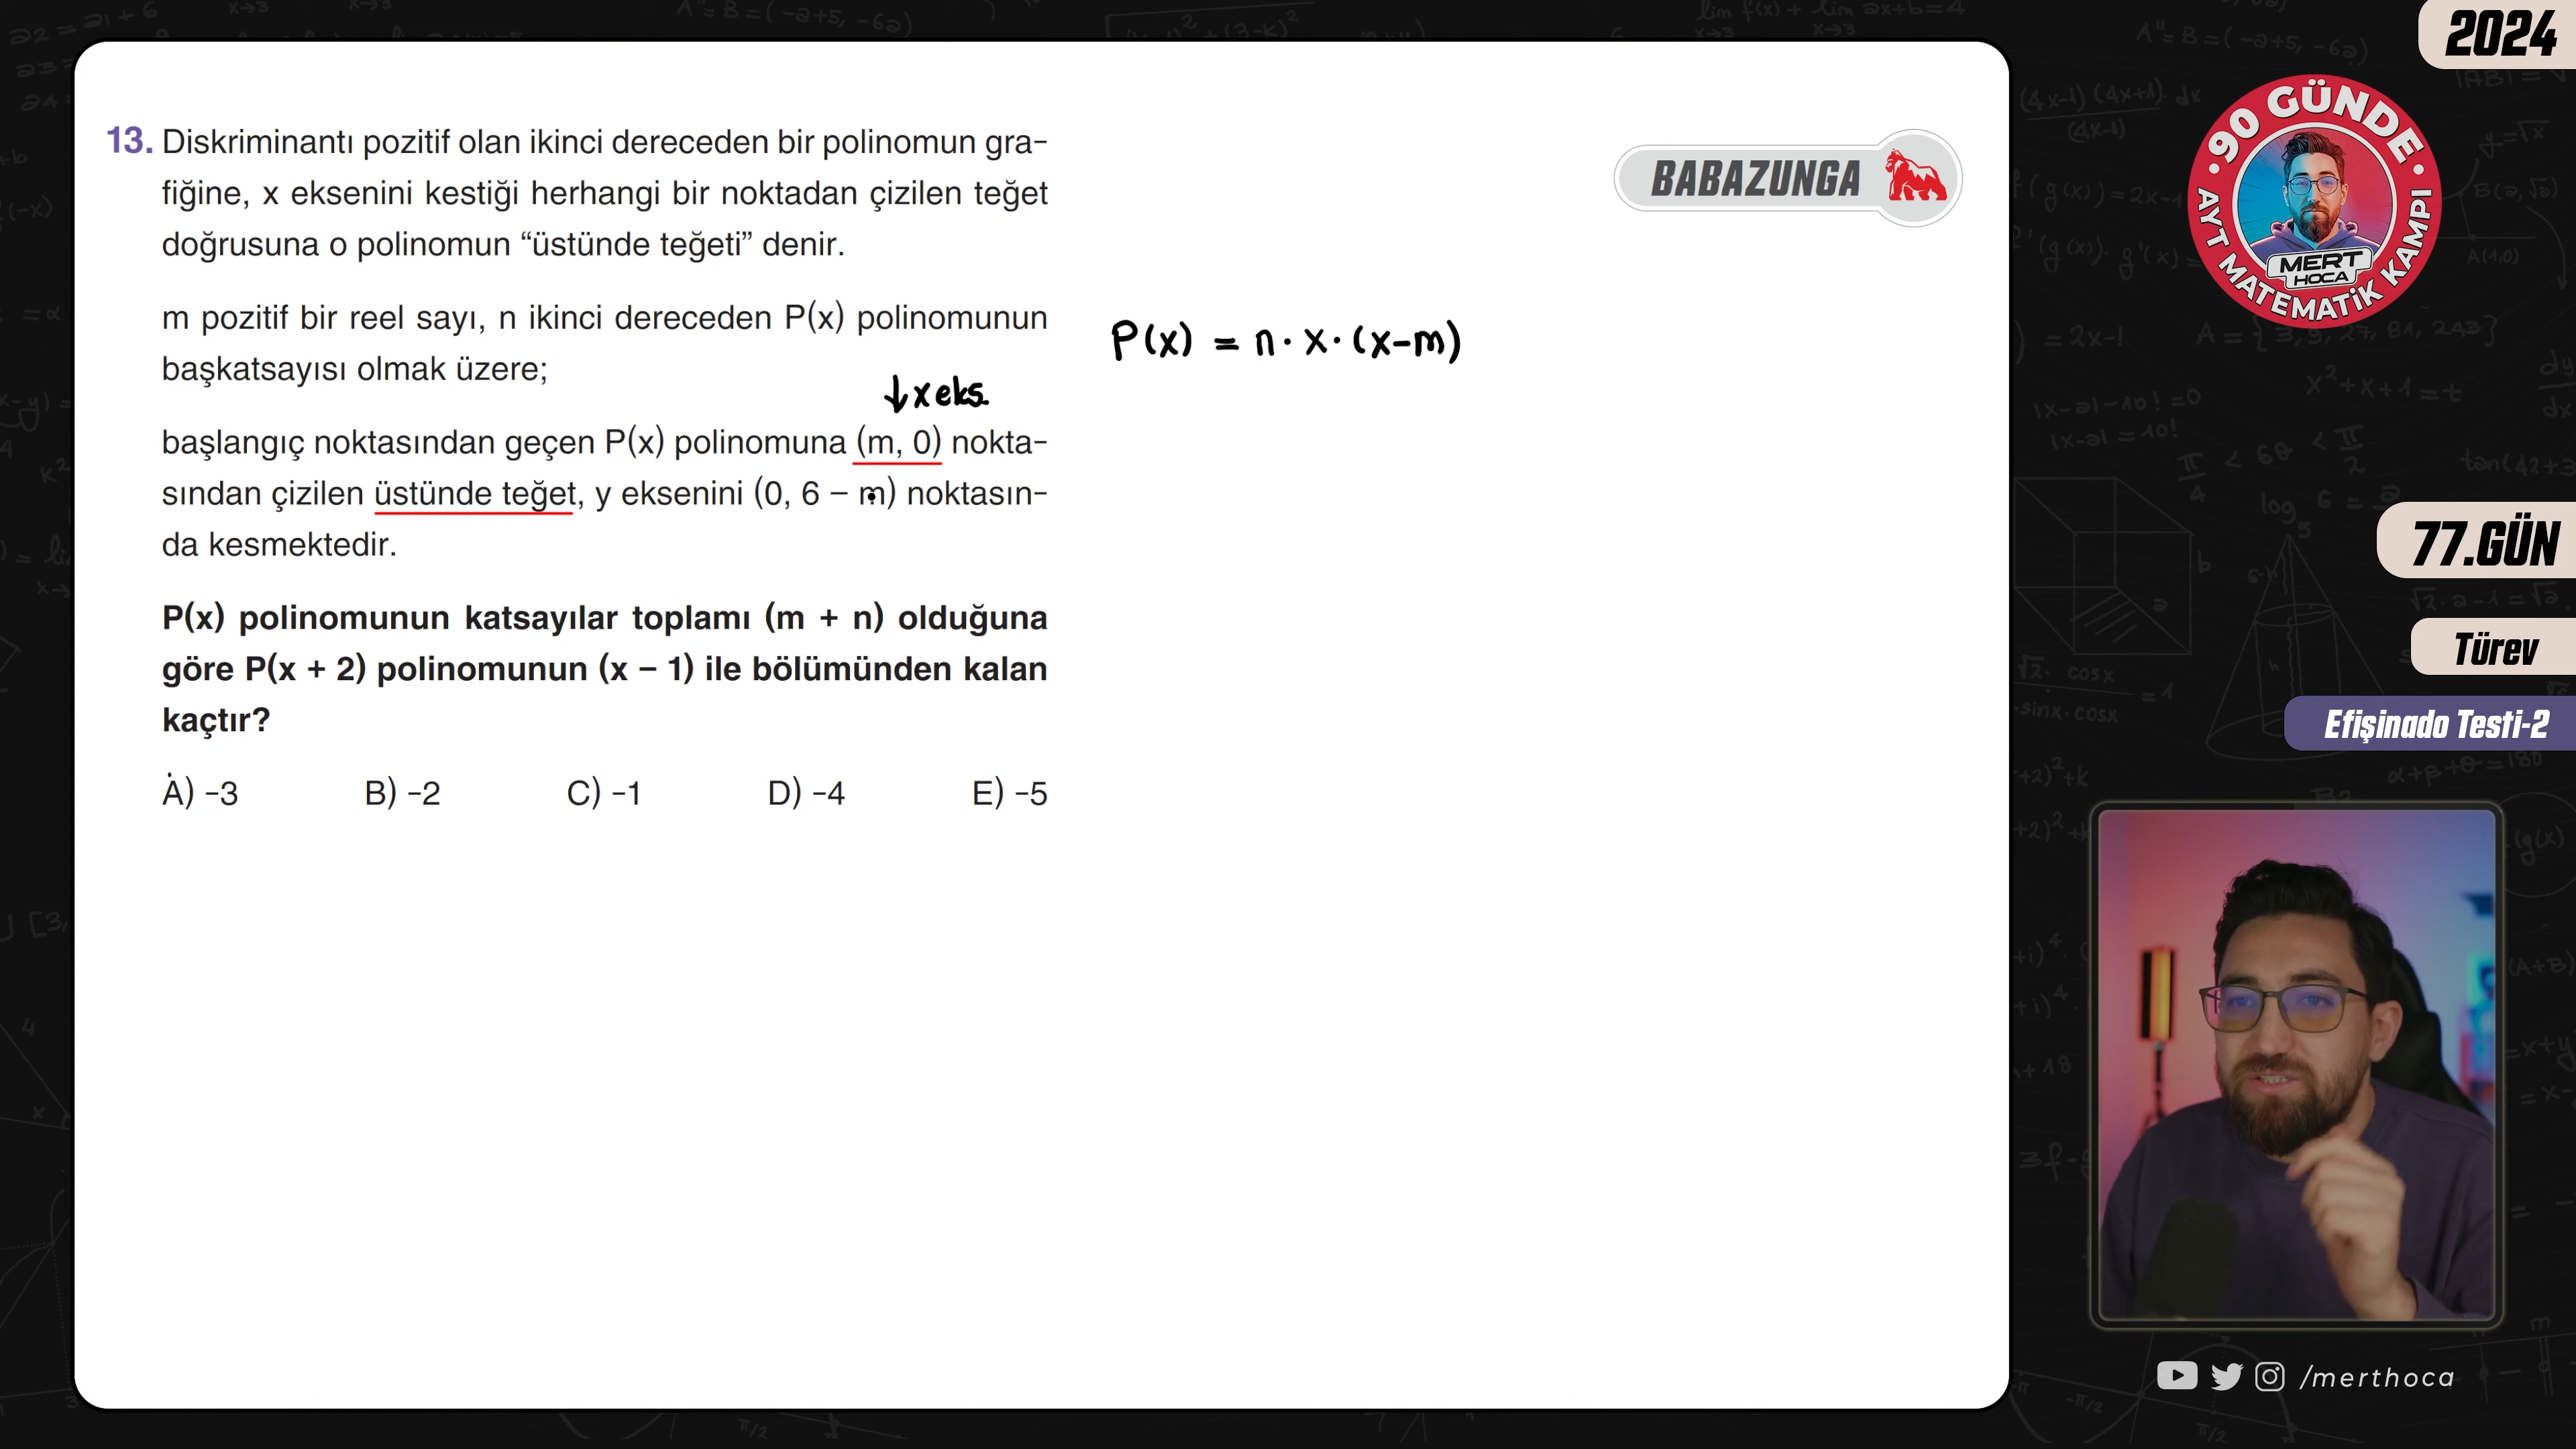 2024
90 GÜNDE
AYT MATEMATİK KAMPI
MERT
HOCA
BABAZUNGA
13. Diskriminantı pozitif olan ikinci dereceden bir polinomun gra-
fiğine, x eksenini kestiği herhangi bir noktadan çizilen teğet
doğrusuna o polinomun “üstünde teğeti” denir.
m pozitif bir reel sayı, n ikinci dereceden P(x) polinomunun
başkatsayısı olmak üzere;
P(x) = n · x · (x-m)
↓ x eks.
başlangıç noktasından geçen P(x) polinomuna (m, 0) nokta-
sından çizilen üstünde teğet, y eksenini (0, 6 – m) noktasın-
da kesmektedir.
P(x) polinomunun katsayılar toplamı (m + n) olduğuna
göre P(x + 2) polinomunun (x – 1) ile bölümünden kalan
kaçtır?
A) -3 B) -2 C) -1 D) -4 E) -5
77.GÜN
Türev
Efişinado Testi-2
/merthoca